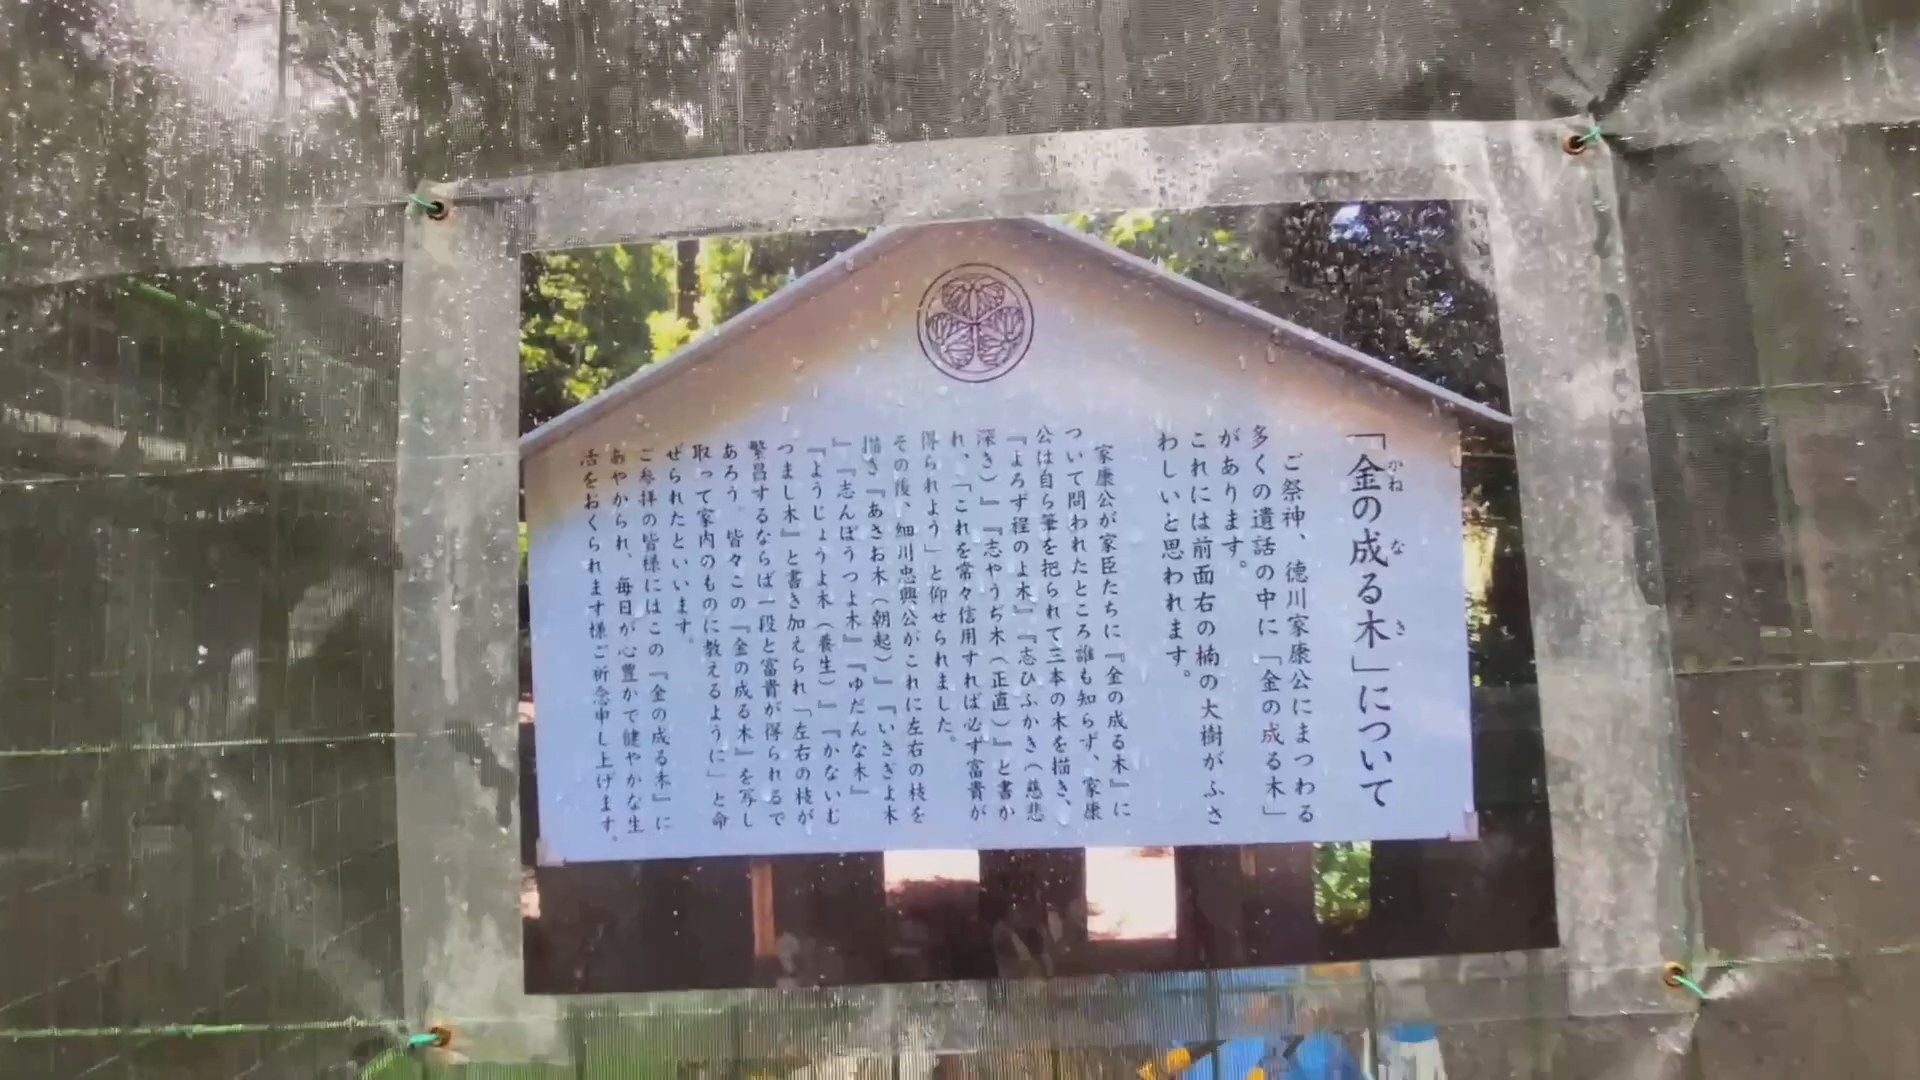 「金の成る木」について
かね な き
ご祭神、徳川家康公にまつわる
多くの遺話の中に「金の成る木」
があります。
これには前面右の楠の大樹がふさ
わしいと思われます。
家康公が家臣たちに『金の成る木』に
ついて問われたところ誰も知らず、家康
公は自ら筆を把られて三本の木を描き、
『よろず程のよ木』『志ひふかき（慈悲
深き）』『志やうぢ木（正直）』と書か
れ、「これを常々信用すれば必ず富貴が
得られよう」と仰せられました。
その後、細川忠興公がこれに左右の枝を
描き『あさお木（朝起）』『いさぎよ木
』『志んぼうつよ木』『ゆだんな木』
『ようじょうよ木（養生）』『かないむ
つまし木』と書き加えられ「左右の枝が
繁昌するならば一段と富貴が得られるで
あろう。皆々この『金の成る木』を写し
取って家内のものに教えるように」と命
ぜられたといいます。
ご参拝の皆様にはこの『金の成る木』に
あやかられ、毎日が心豊かで健やかな生
活をおくられます様ご祈念申し上げます。